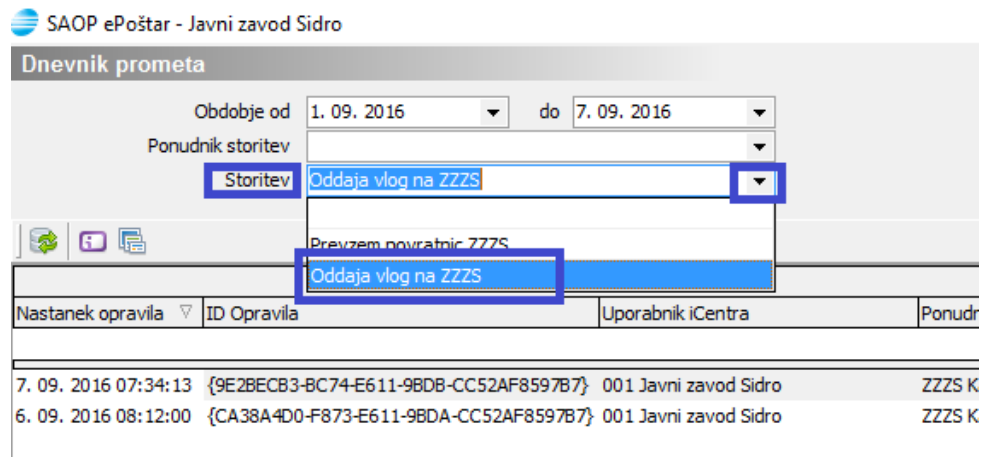 SAOP ePoštar - Javni zavod Sidro
Dnevnik prometa
Obdobje od 1. 09. 2016 do 7. 09. 2016
Ponudnik storitev
Storitev Oddaja vlog na ZZZS
Prevzem povratnic ZZZS
Oddaja vlog na ZZZS
Nastanek opravila ID Opravila Uporabnik iCentra Ponudr
7. 09. 2016 07:34:13 {9E2BECB3-BC74-E611-9BDB-CC52AF8597B7} 001 Javni zavod Sidro ZZZS K
6. 09. 2016 08:12:00 {CA38A4D0-F873-E611-9BDA-CC52AF8597B7} 001 Javni zavod Sidro ZZZS K